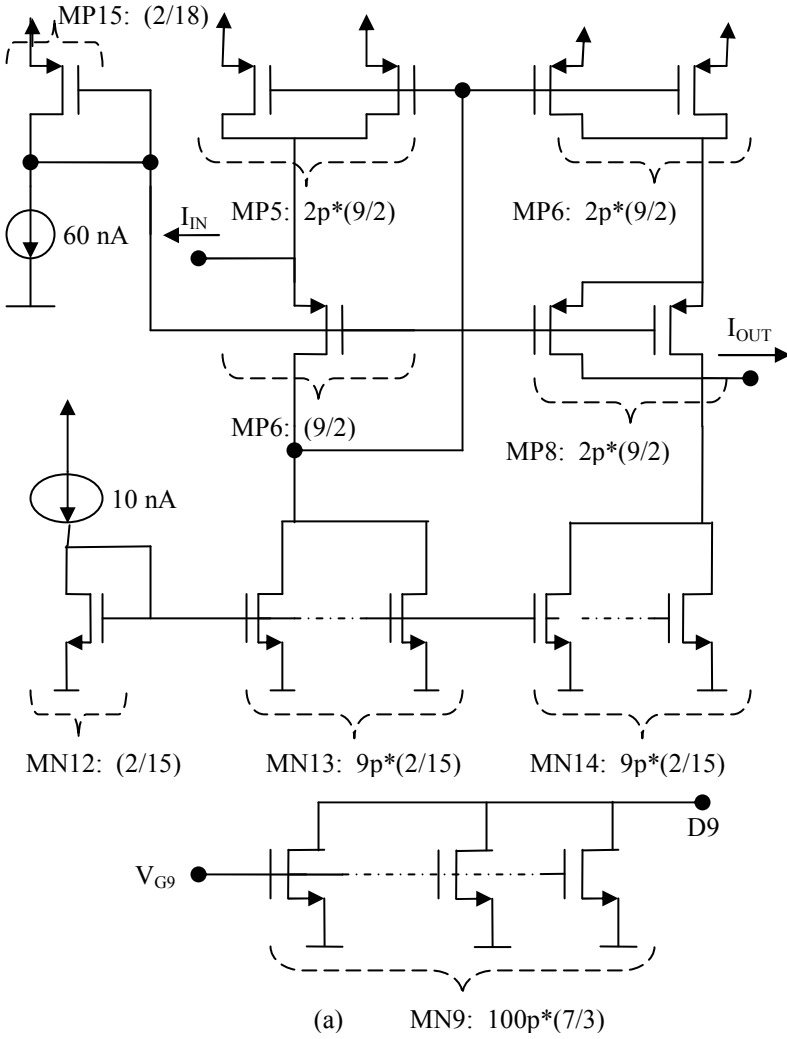 MP15: (2/18)
60 nA
I_IN
MP5: 2p*(9/2)
MP6: 2p*(9/2)
I_OUT
MP6: (9/2)
MP8: 2p*(9/2)
10 nA
MN12: (2/15)
MN13: 9p*(2/15)
MN14: 9p*(2/15)
D9
V_G9
(a) MN9: 100p*(7/3)